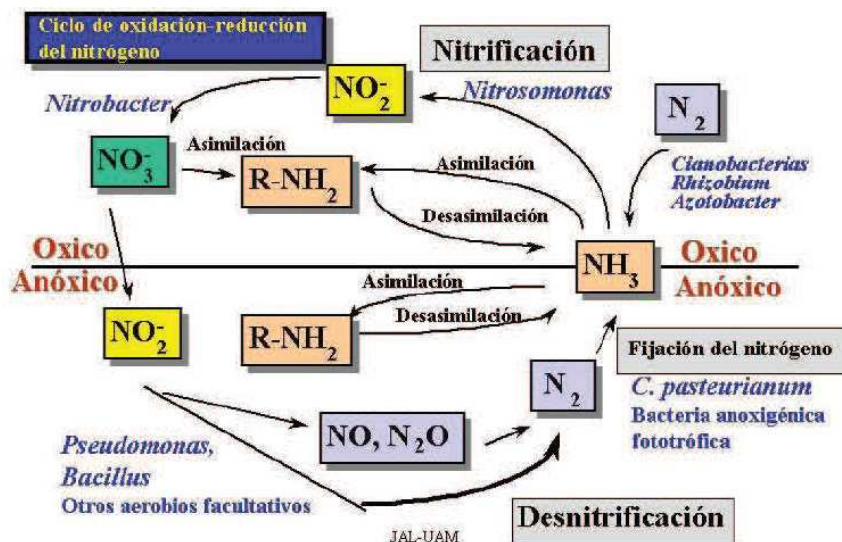 Ciclo de oxidación-reducción
del nitrógeno
Nitrificación
NO₂⁻
Nitrobacter
Nitrosomonas
N₂
Asimilación
NO₃⁻
R-NH₂
Asimilación
Cianobacterias
Rhizobium
Azotobacter
Desasimilación
Oxico
Anóxico
NH₃
Oxico
Anóxico
Asimilación
NO₂⁻
R-NH₂
Desasimilación
Fijación del nitrógeno
N₂
C. pasteurianum
Bacteria anoxigénica
fototrófica
NO, N₂O
Pseudomonas,
Bacillus
Otros aerobios facultativos
Desnitrificación
JAL-UAM